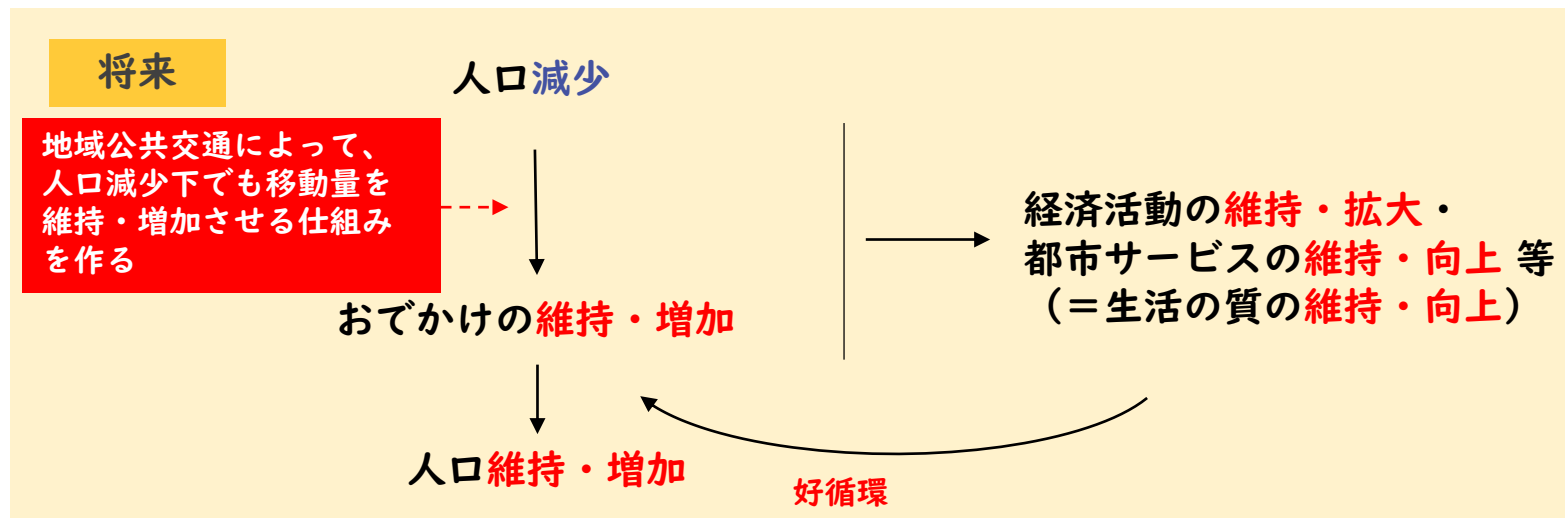 将来
人口減少
地域公共交通によって、
人口減少下でも移動量を
維持・増加させる仕組み
を作る
おでかけの維持・増加
人口維持・増加
経済活動の維持・拡大・
都市サービスの維持・向上 等
（＝生活の質の維持・向上）
好循環